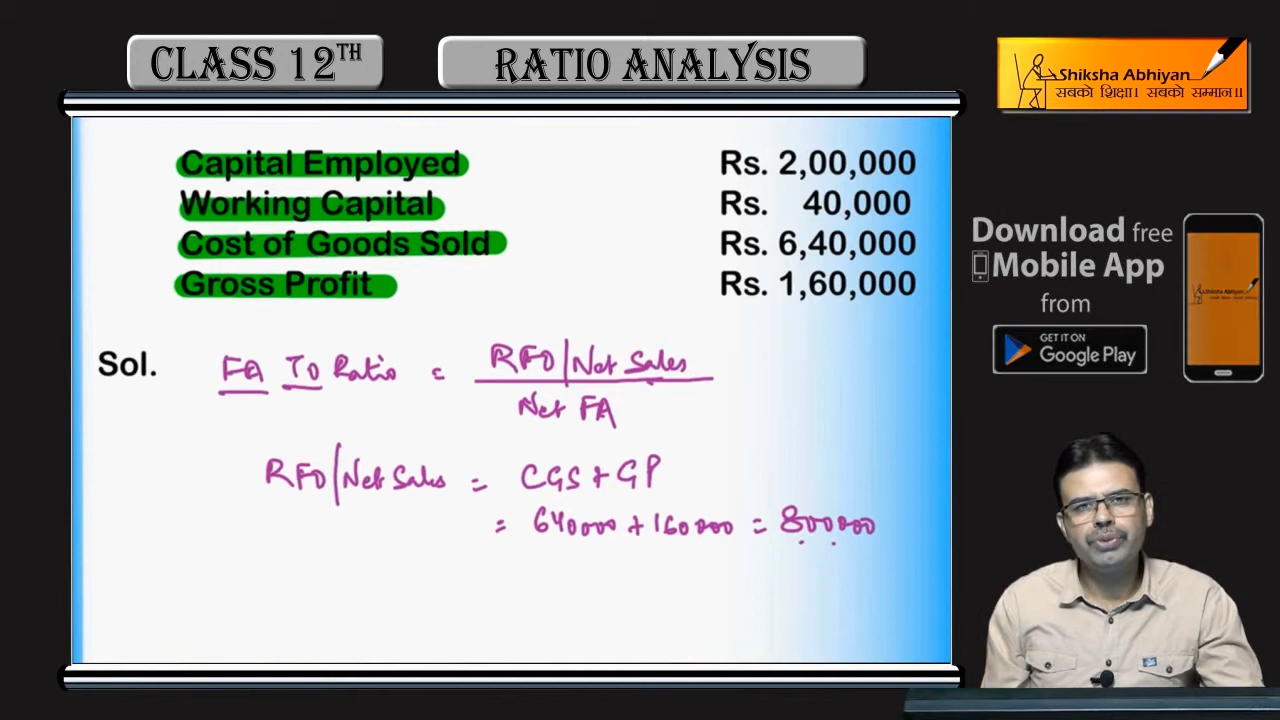 CLASS 12TH
RATIO ANALYSIS
Shiksha Abhiyan
सबको शिक्षा। सबको सम्मान।।
Capital Employed Rs. 2,00,000
Working Capital Rs. 40,000
Cost of Goods Sold Rs. 6,40,000
Gross Profit Rs. 1,60,000
Sol. FA TO Ratio = RFO/Net Sales
Net FA
RFO/Net Sales = CGS + GP
= 640000 + 160000 = 800000
Download free
Mobile App
from
GET IT ON
Google Play
Shiksha Abhiyan